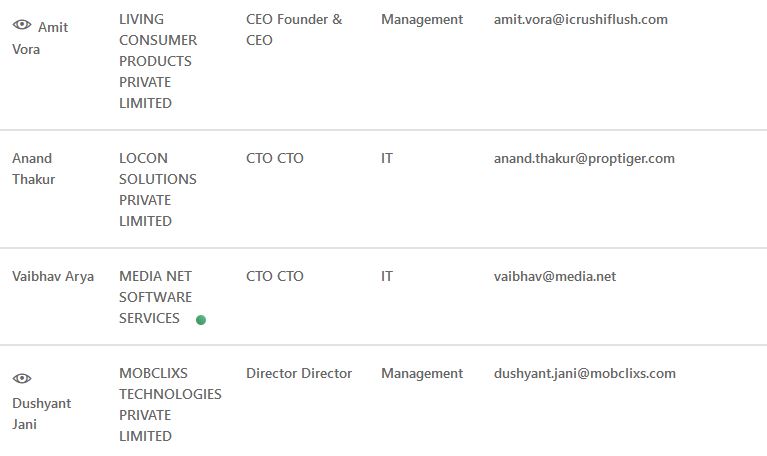 Amit
Vora
LIVING
CONSUMER
PRODUCTS
PRIVATE
LIMITED
CEO Founder &
CEO
Management
amit.vora@icrushiflush.com
Anand
Thakur
LOCON
SOLUTIONS
PRIVATE
LIMITED
CTO CTO
IT
anand.thakur@proptiger.com
Vaibhav Arya
MEDIA NET
SOFTWARE
SERVICES
CTO CTO
IT
vaibhav@media.net
Dushyant
Jani
MOBCLIXS
TECHNOLOGIES
PRIVATE
LIMITED
Director Director
Management
dushyant.jani@mobclixs.com